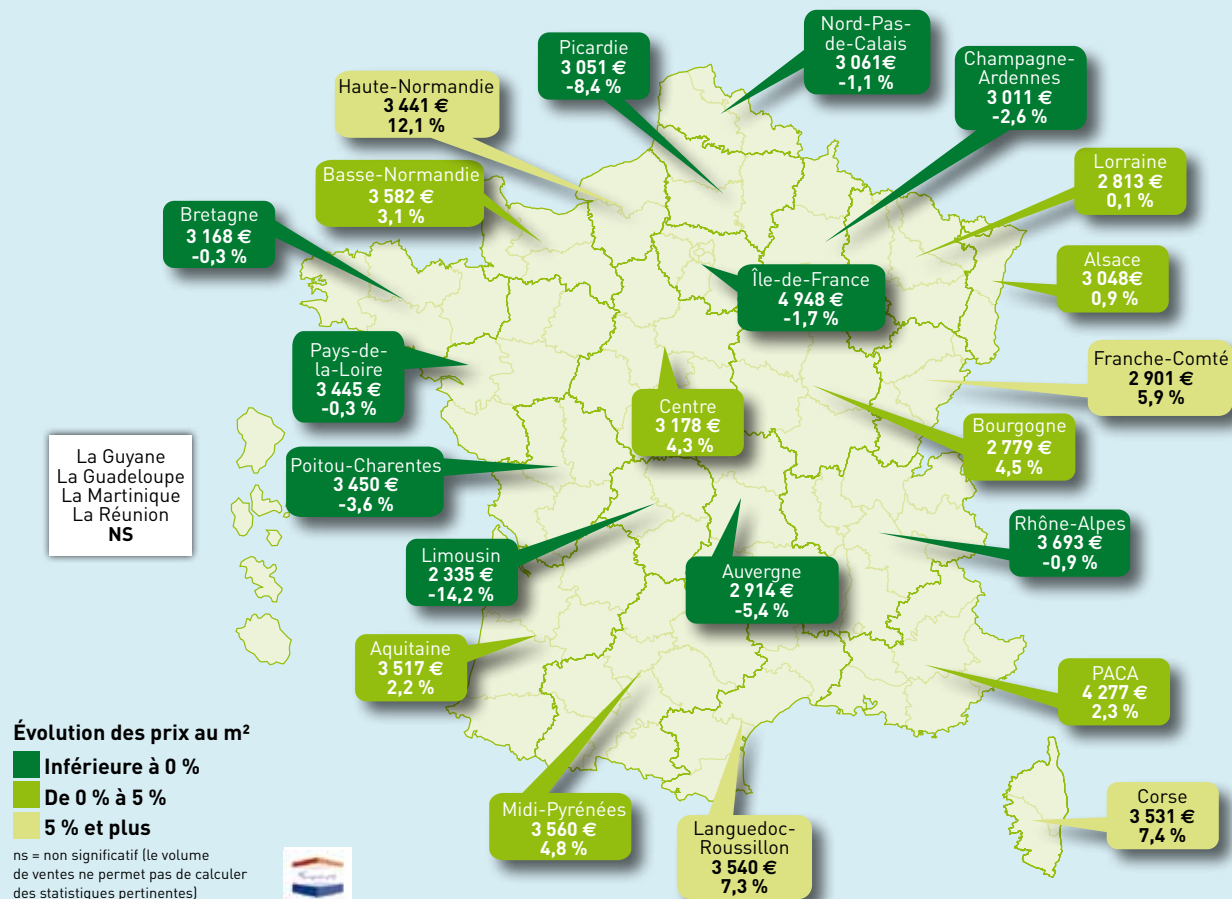 Nord-Pas-
de-Calais
3 061€
-1,1 %
Picardie
3 051 €
-8,4 %
Champagne-
Ardennes
3 011 €
-2,6 %
Haute-Normandie
3 441 €
12,1 %
Lorraine
2 813 €
0,1 %
Basse-Normandie
3 582 €
3,1 %
Bretagne
3 168 €
-0,3 %
Alsace
3 048€
0,9 %
Île-de-France
4 948 €
-1,7 %
Pays-de-
la-Loire
3 445 €
-0,3 %
Franche-Comté
2 901 €
5,9 %
Centre
3 178 €
4,3 %
Bourgogne
2 779 €
4,5 %
La Guyane
La Guadeloupe
La Martinique
La Réunion
NS
Poitou-Charentes
3 450 €
-3,6 %
Rhône-Alpes
3 693 €
-0,9 %
Limousin
2 335 €
-14,2 %
Auvergne
2 914 €
-5,4 %
Aquitaine
3 517 €
2,2 %
PACA
4 277 €
2,3 %
Midi-Pyrénées
3 560 €
4,8 %
Languedoc-
Roussillon
3 540 €
7,3 %
Corse
3 531 €
7,4 %
Évolution des prix au m²
Inférieure à 0 %
De 0 % à 5 %
5 % et plus
ns = non significatif (le volume
de ventes ne permet pas de calculer
des statistiques pertinentes)